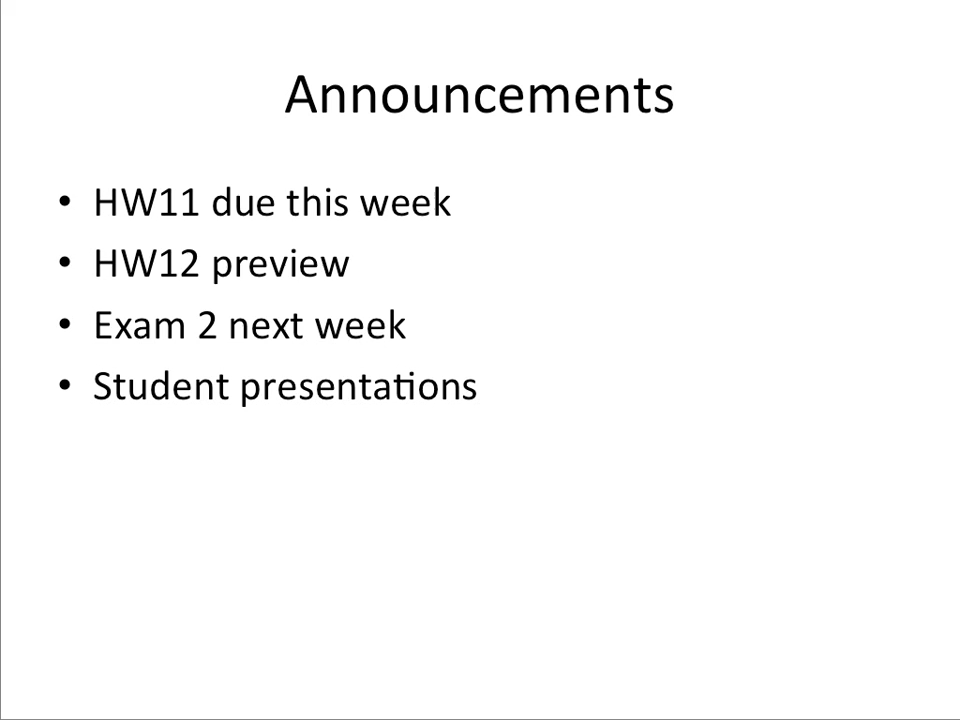 Announcements
• HW11 due this week
• HW12 preview
• Exam 2 next week
• Student presentations